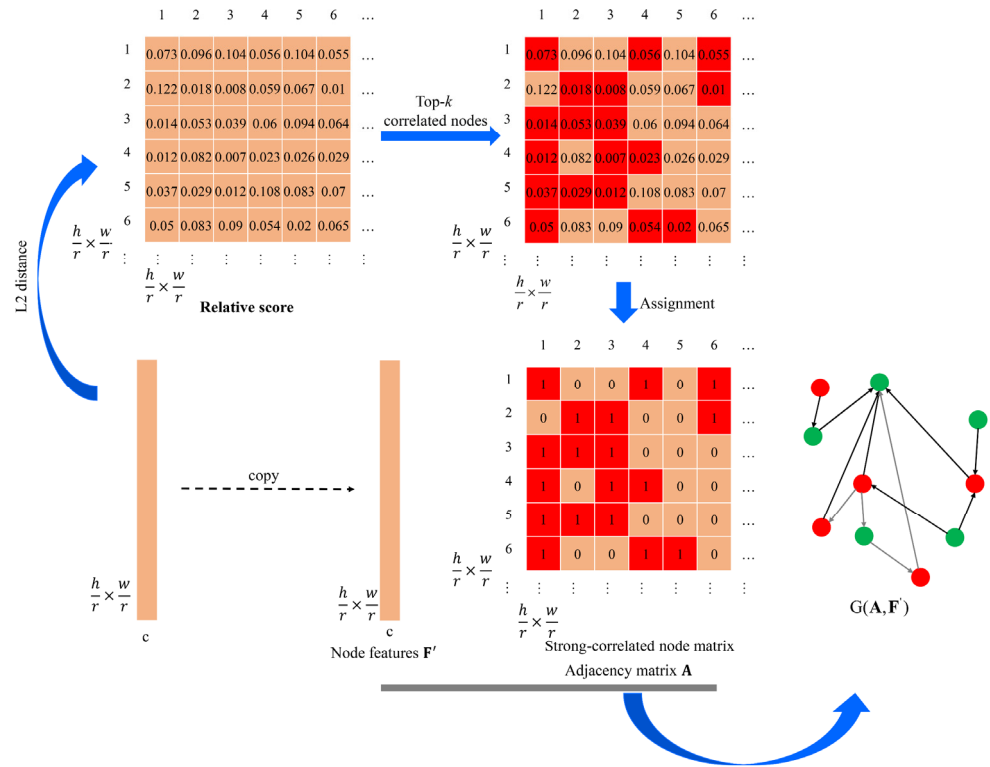 1 2 3 4 5 6 …
1 0.073 0.096 0.104 0.056 0.104 0.055 …
2 0.122 0.018 0.008 0.059 0.067 0.01 …
3 0.014 0.053 0.039 0.06 0.094 0.064 …
4 0.012 0.082 0.007 0.023 0.026 0.029 …
5 0.037 0.029 0.012 0.108 0.083 0.07 …
6 0.05 0.083 0.09 0.054 0.02 0.065 …
h/r × w/r
⋮ ⋮ ⋮ ⋮ ⋮ ⋮ ⋮ …
h/r × w/r
Relative score
L2 distance
Top-k
correlated nodes
1 2 3 4 5 6 …
1 0.073 0.096 0.104 0.056 0.104 0.055 …
2 0.122 0.018 0.008 0.059 0.067 0.01 …
3 0.014 0.053 0.039 0.06 0.094 0.064 …
4 0.012 0.082 0.007 0.023 0.026 0.029 …
5 0.037 0.029 0.012 0.108 0.083 0.07 …
6 0.05 0.083 0.09 0.054 0.02 0.065 …
h/r × w/r
⋮ ⋮ ⋮ ⋮ ⋮ ⋮ ⋮ …
h/r × w/r
Assignment
1 2 3 4 5 6 …
1 1 0 0 1 0 1 …
2 0 1 1 0 0 1 …
3 1 1 1 0 0 0 …
4 1 0 1 1 0 0 …
5 1 1 1 0 0 0 …
6 1 0 0 1 1 0 …
h/r × w/r
⋮ ⋮ ⋮ ⋮ ⋮ ⋮ ⋮ …
h/r × w/r
copy
h/r × w/r
c
h/r × w/r
c
Node features F′
Strong-correlated node matrix
Adjacency matrix A
G(A,F′)